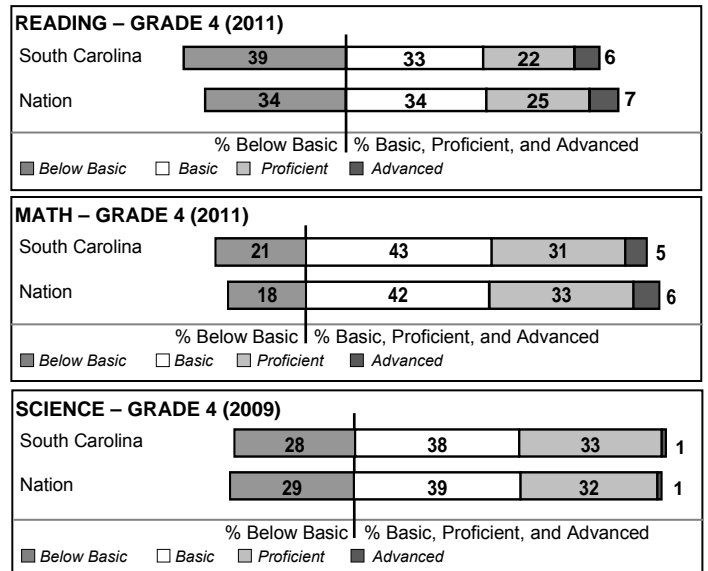 READING – GRADE 4 (2011)
South Carolina 39 33 22 6
Nation 34 34 25 7
% Below Basic % Basic, Proficient, and Advanced
Below Basic Basic Proficient Advanced
MATH – GRADE 4 (2011)
South Carolina 21 43 31 5
Nation 18 42 33 6
% Below Basic % Basic, Proficient, and Advanced
Below Basic Basic Proficient Advanced
SCIENCE – GRADE 4 (2009)
South Carolina 28 38 33 1
Nation 29 39 32 1
% Below Basic % Basic, Proficient, and Advanced
Below Basic Basic Proficient Advanced